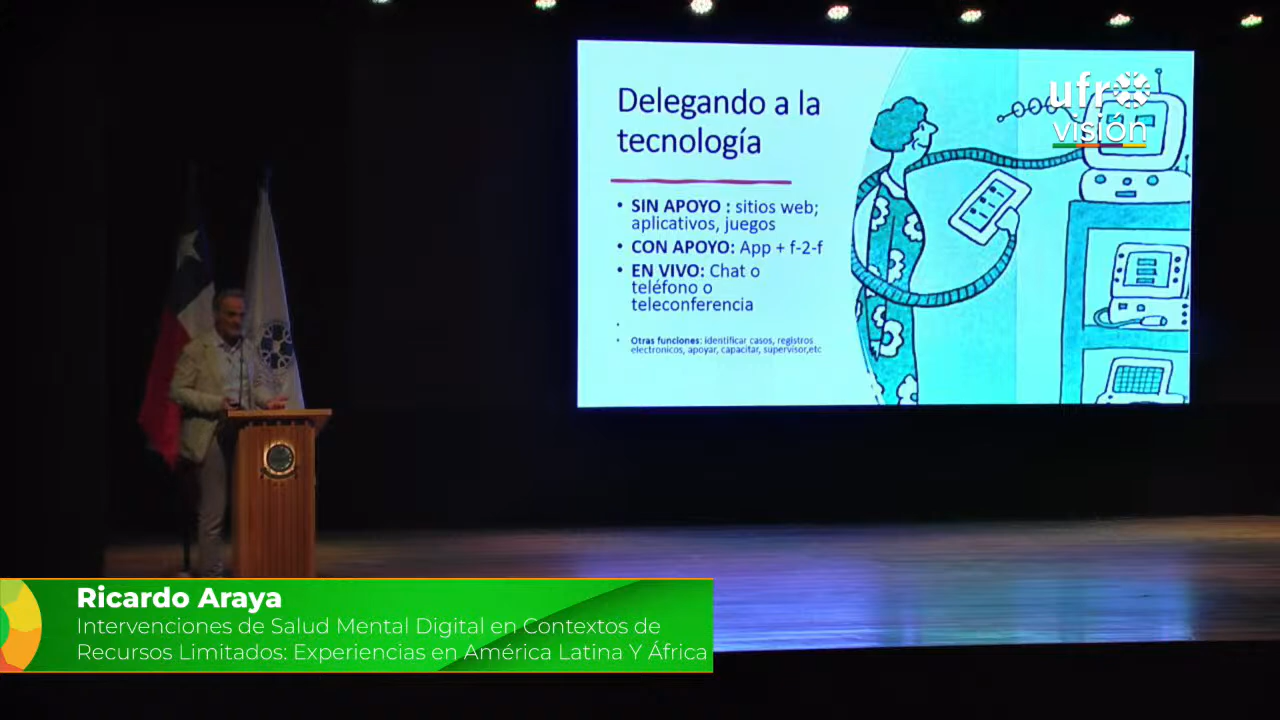 Delegando a la
tecnología
• SIN APOYO : sitios web;
aplicativos, juegos
• CON APOYO: App + f-2-f
• EN VIVO: Chat o
teléfono o
teleconferencia
•
• Otras funciones: identificar casos, registros
electronicos, apoyar, capacitar, supervisor,etc
ufro
visión
Ricardo Araya
Intervenciones de Salud Mental Digital en Contextos de
Recursos Limitados: Experiencias en América Latina Y África